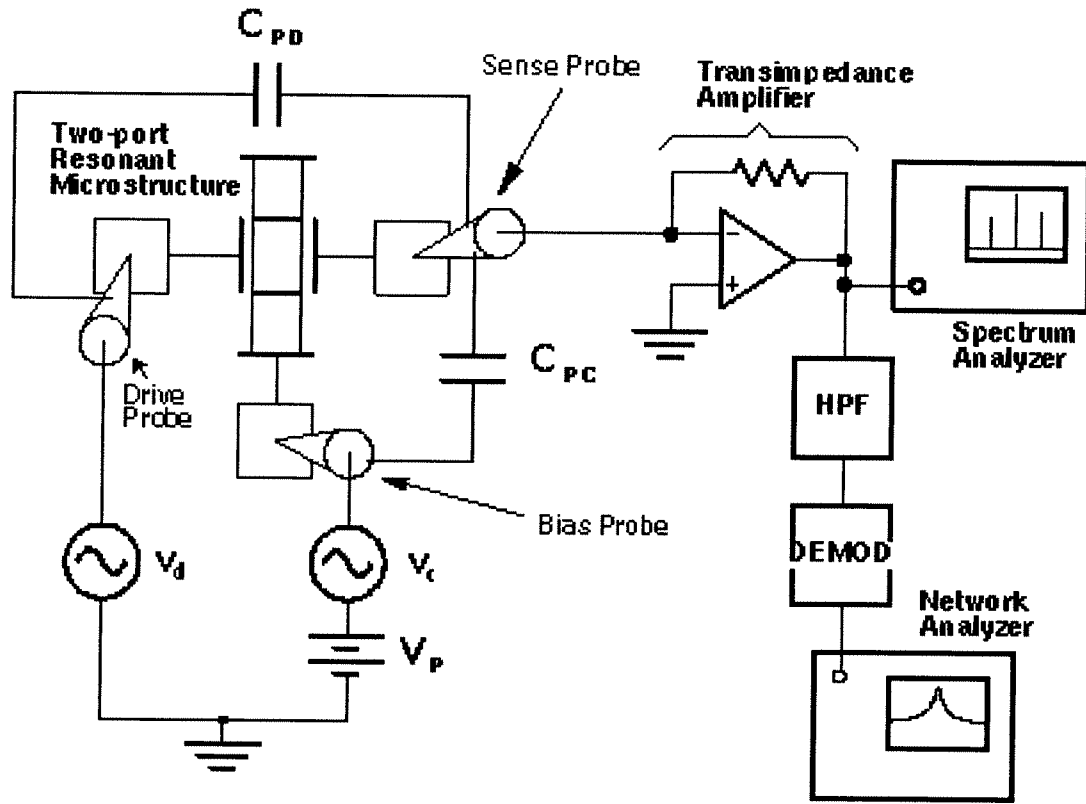 C PD
Sense Probe
Transimpedance
Amplifier
Two-port
Resonant
Microstructure
−
+
Spectrum
Analyzer
C PC
Drive
Probe
HPF
Bias Probe
V d
V c
DEMOD
V P
Network
Analyzer